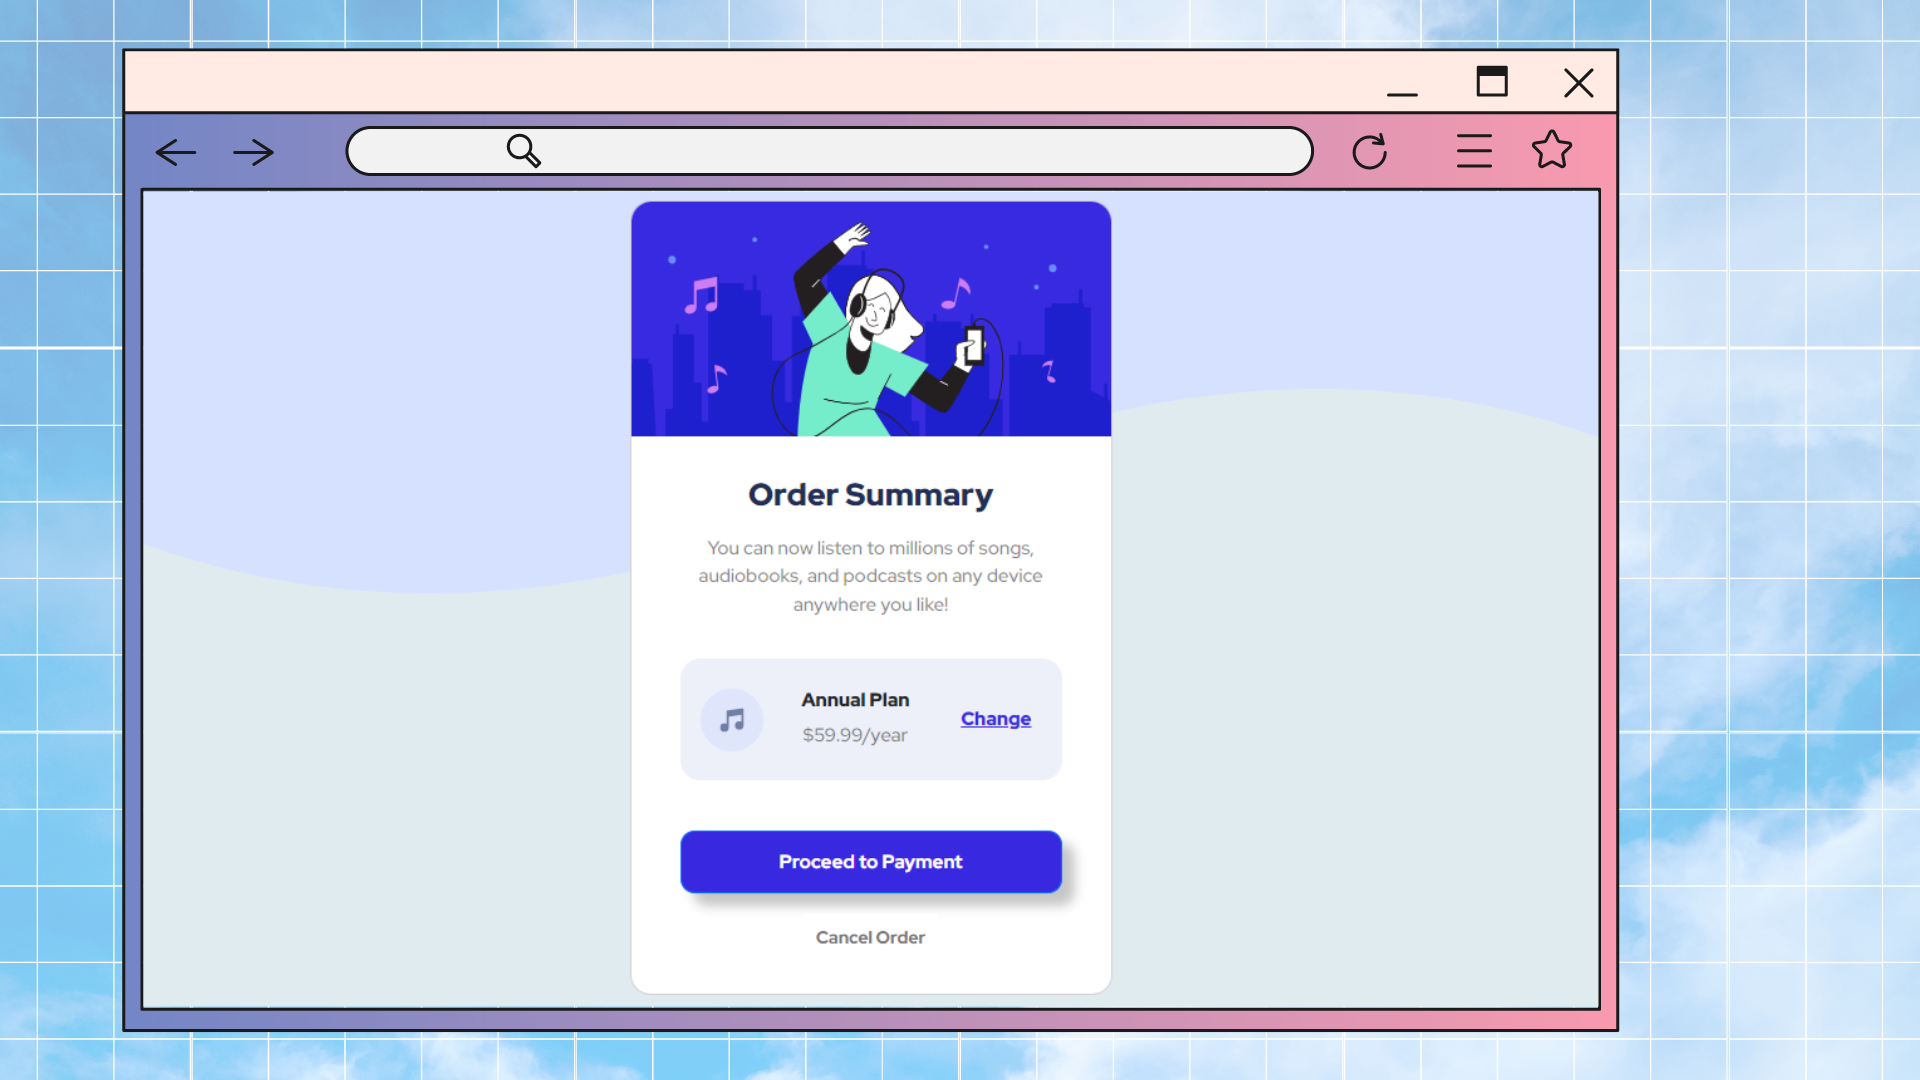 Order Summary
You can now listen to millions of songs,
audiobooks, and podcasts on any device
anywhere you like!
Annual Plan
$59.99/year
Change
Proceed to Payment
Cancel Order